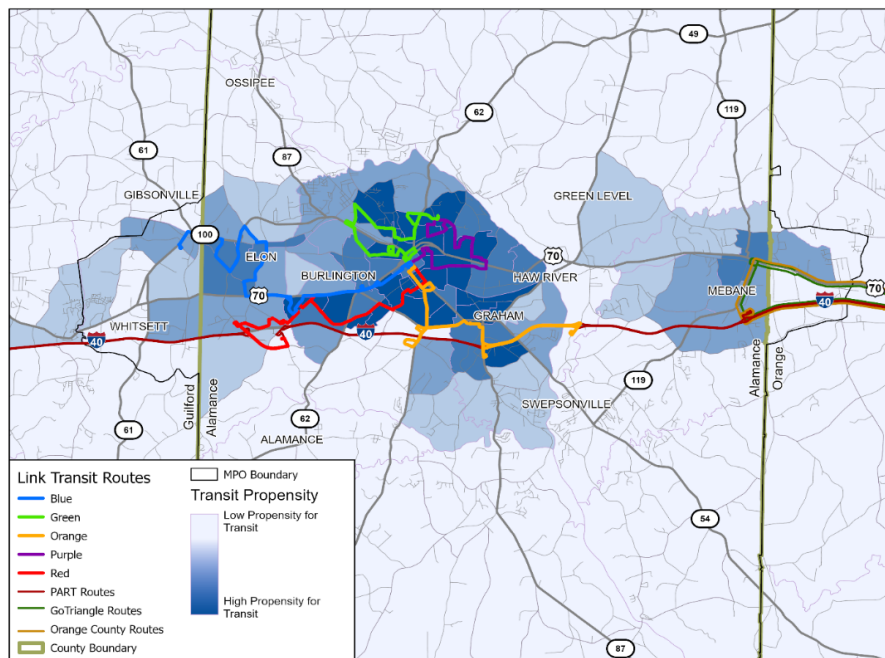 49
OSSIPEE
62
119
61
87
GIBSONVILLE
GREEN LEVEL
100
ELON
70
BURLINGTON
HAW RIVER
70
MEBANE
70
40
WHITSETT
GRAHAM
40
40
Guilford
Alamance
Alamance
Orange
119
SWEPSONVILLE
62
61
ALAMANCE
54
87
Link Transit Routes
Blue
Green
Orange
Purple
Red
PART Routes
GoTriangle Routes
Orange County Routes
County Boundary
MPO Boundary
Transit Propensity
Low Propensity for
Transit
High Propensity for
Transit